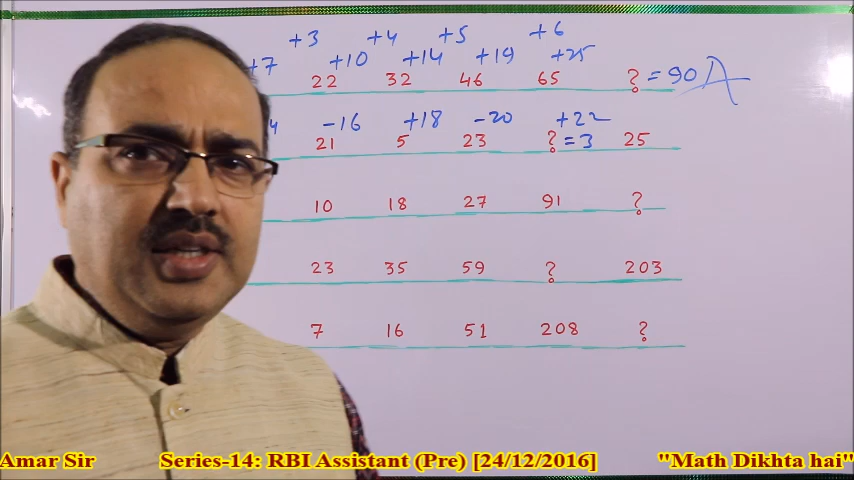 +3 +4 +5 +6
+7 +10 +14 +19 +25
22 32 46 65 ? = 90 A
4 -16 +18 -20 +22
21 5 23 ? = 3 25
10 18 27 91 ?
23 35 59 ? 203
7 16 51 208 ?
Amar Sir Series-14: RBI Assistant (Pre) [24/12/2016] "Math Dikhta hai"